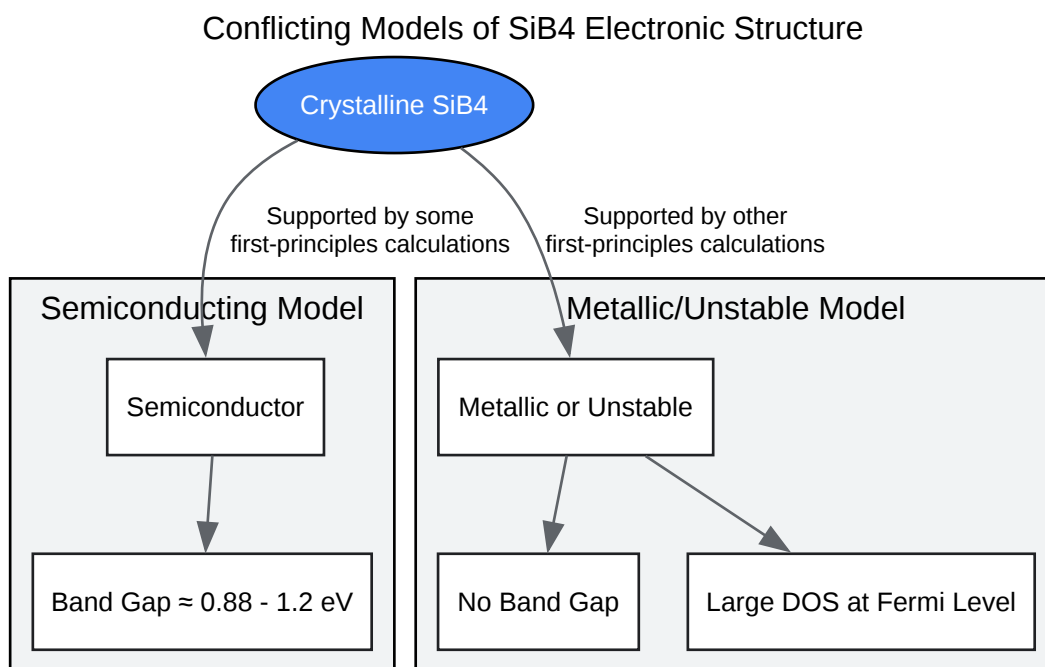 Conflicting Models of SiB4 Electronic Structure
Crystalline SiB4
Supported by some
first-principles calculations
Supported by other
first-principles calculations
Semiconducting Model
Metallic/Unstable Model
Semiconductor
Metallic or Unstable
Band Gap ≈ 0.88 - 1.2 eV
No Band Gap
Large DOS at Fermi Level